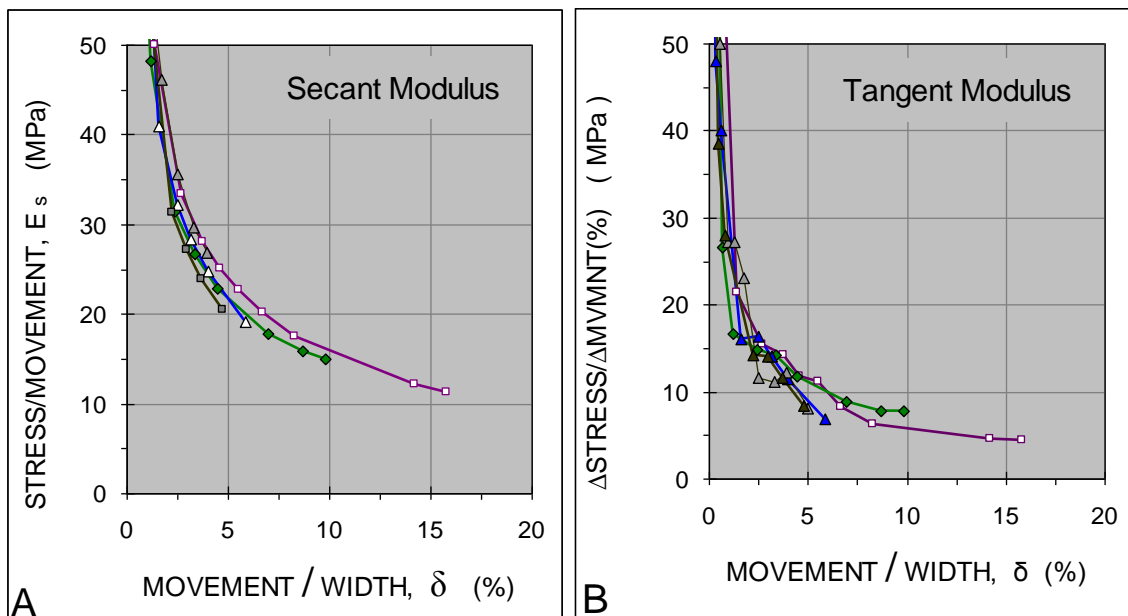 Secant Modulus
STRESS/MOVEMENT, E s (MPa)
50
40
30
20
10
0
0 5 10 15 20
MOVEMENT / WIDTH, δ (%)
A
Tangent Modulus
ΔSTRESS/ΔMVMNT(%) ( MPa)
50
40
30
20
10
0
0 5 10 15 20
MOVEMENT / WIDTH, δ (%)
B